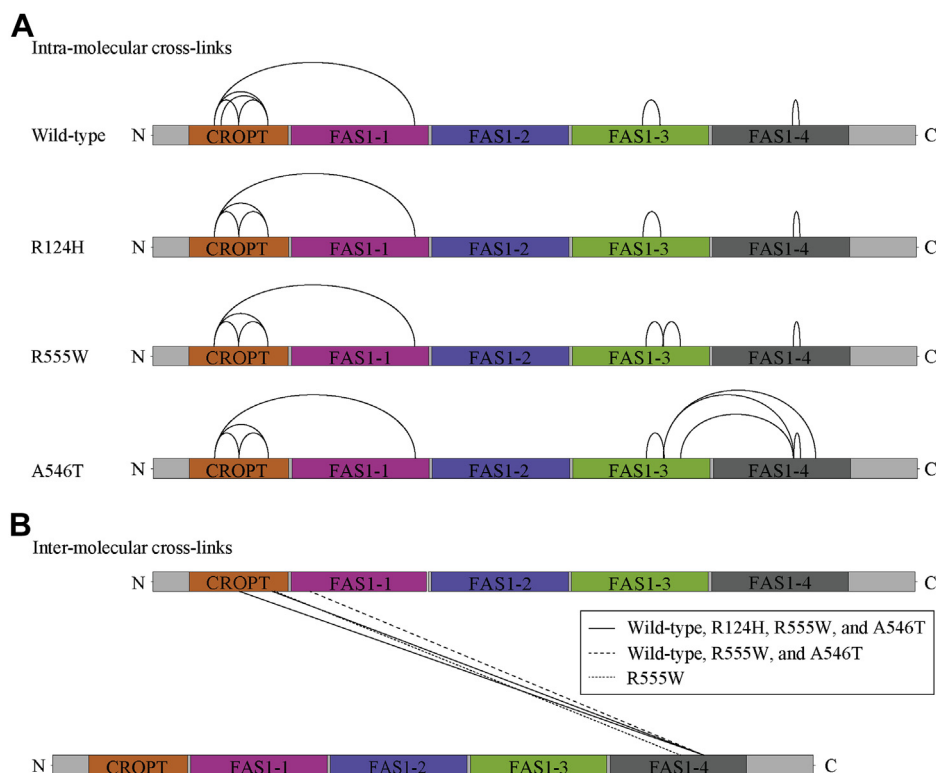 A
Intra-molecular cross-links
Wild-type N CROPT FAS1-1 FAS1-2 FAS1-3 FAS1-4 C
R124H N CROPT FAS1-1 FAS1-2 FAS1-3 FAS1-4 C
R555W N CROPT FAS1-1 FAS1-2 FAS1-3 FAS1-4 C
A546T N CROPT FAS1-1 FAS1-2 FAS1-3 FAS1-4 C
B
Inter-molecular cross-links
N CROPT FAS1-1 FAS1-2 FAS1-3 FAS1-4 C
Wild-type, R124H, R555W, and A546T
Wild-type, R555W, and A546T
R555W
N CROPT FAS1-1 FAS1-2 FAS1-3 FAS1-4 C